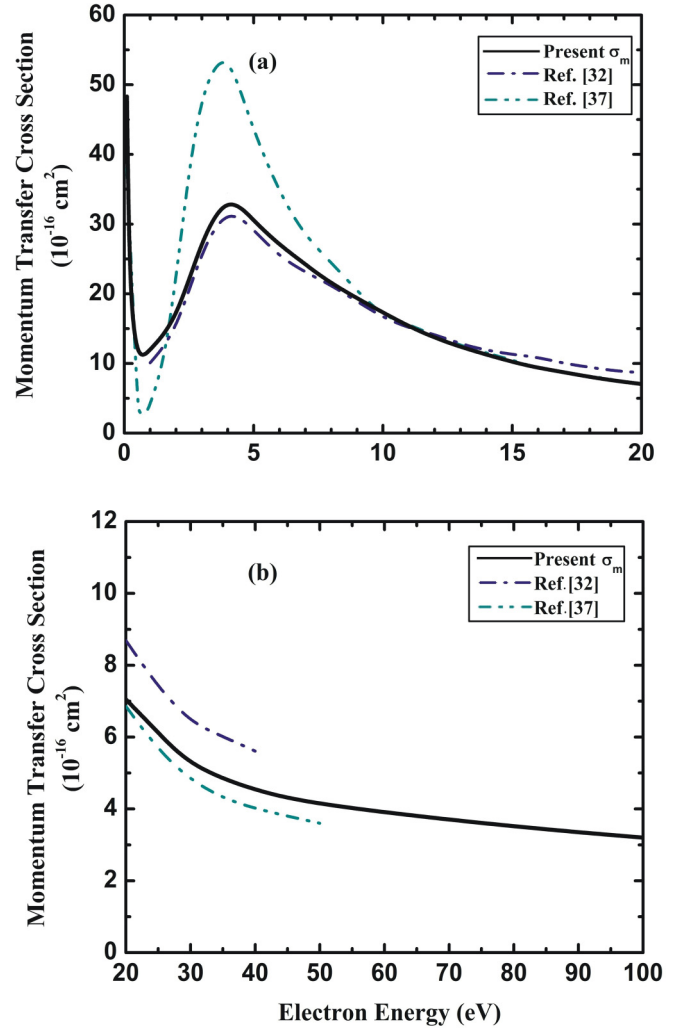 60
50
40
30
20
10
0
Momentum Transfer Cross Section
(10⁻¹⁶ cm²)
(a)
Present σₘ
Ref. [32]
Ref. [37]
0 5 10 15 20
12
10
8
6
4
2
0
Momentum Transfer Cross Section
(10⁻¹⁶ cm²)
(b)
Present σₘ
Ref.[32]
Ref.[37]
20 30 40 50 60 70 80 90 100
Electron Energy (eV)